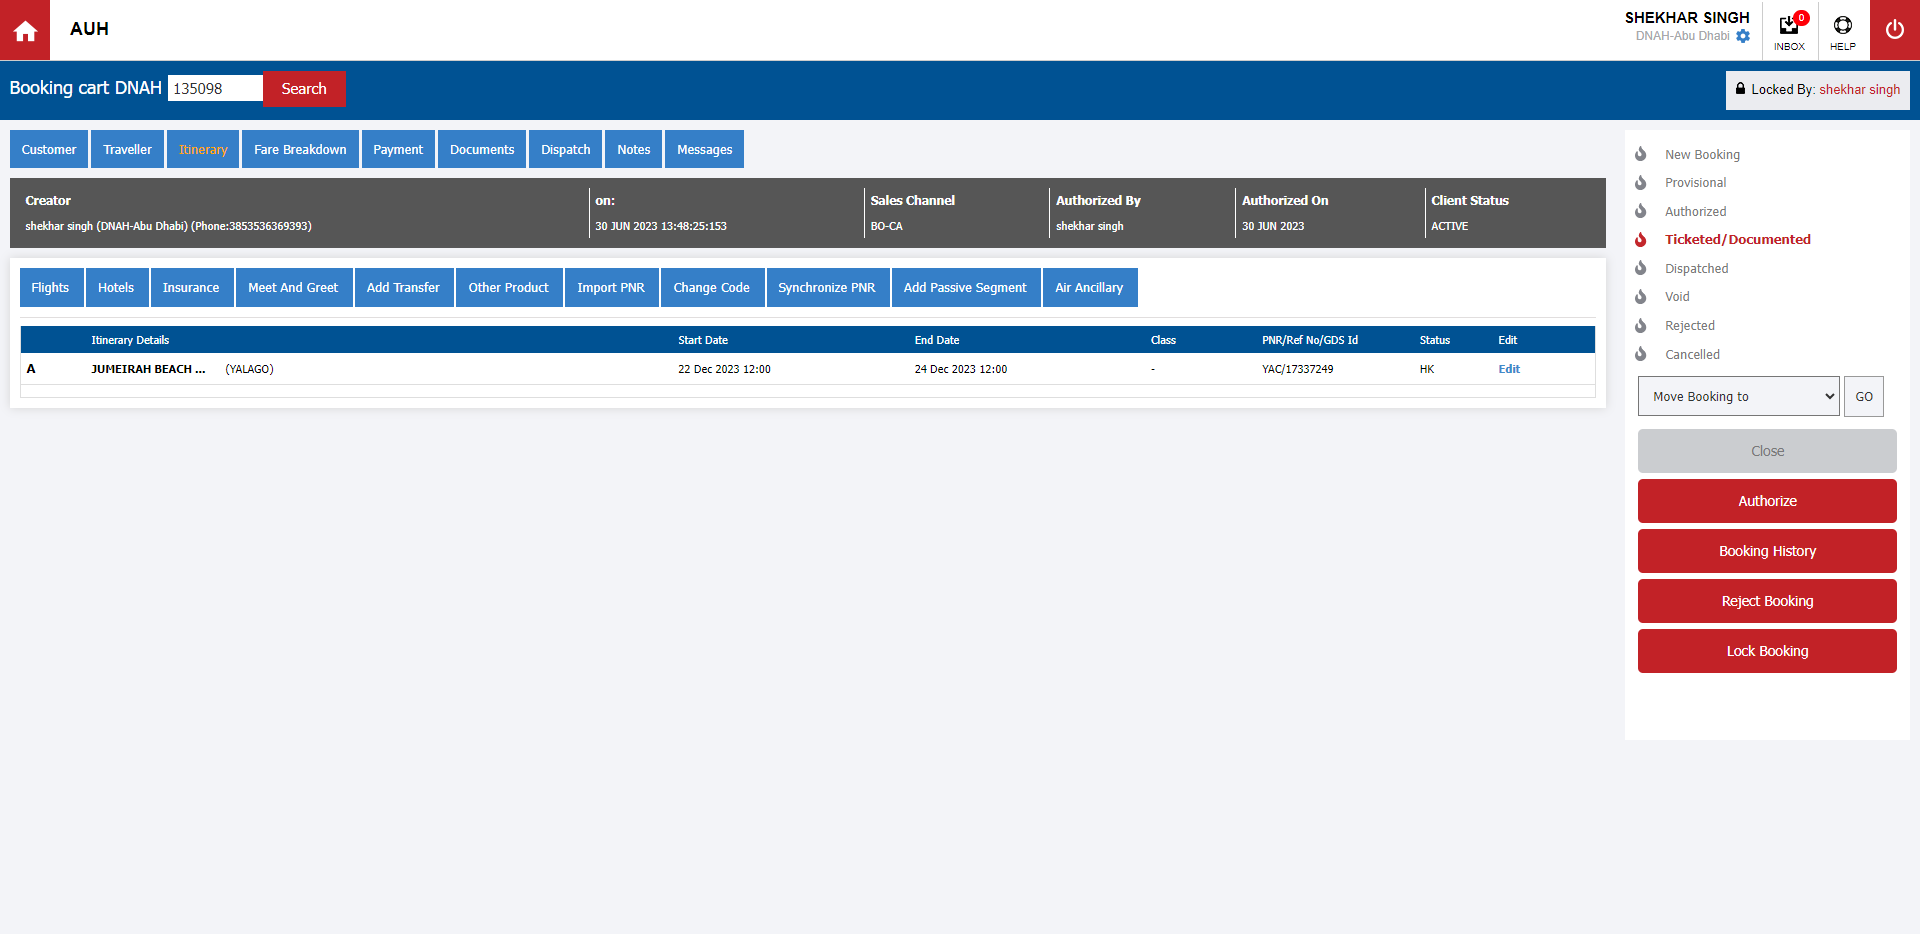 AUH
SHEKHAR SINGH
DNAH-Abu Dhabi
0
INBOX
HELP
Booking cart DNAH 135098 Search
Locked By: shekhar singh
Customer Traveller Itinerary Fare Breakdown Payment Documents Dispatch Notes Messages
Creator on: Sales Channel Authorized By Authorized On Client Status
shekhar singh (DNAH-Abu Dhabi) (Phone:3853536369393) 30 JUN 2023 13:48:25:153 BO-CA shekhar singh 30 JUN 2023 ACTIVE
Flights Hotels Insurance Meet And Greet Add Transfer Other Product Import PNR Change Code Synchronize PNR Add Passive Segment Air Ancillary
Itinerary Details Start Date End Date Class PNR/Ref No/GDS Id Status Edit
A JUMEIRAH BEACH ... (YALAGO) 22 Dec 2023 12:00 24 Dec 2023 12:00 - YAC/17337249 HK Edit
New Booking
Provisional
Authorized
Ticketed/Documented
Dispatched
Void
Rejected
Cancelled
Move Booking to GO
Close
Authorize
Booking History
Reject Booking
Lock Booking